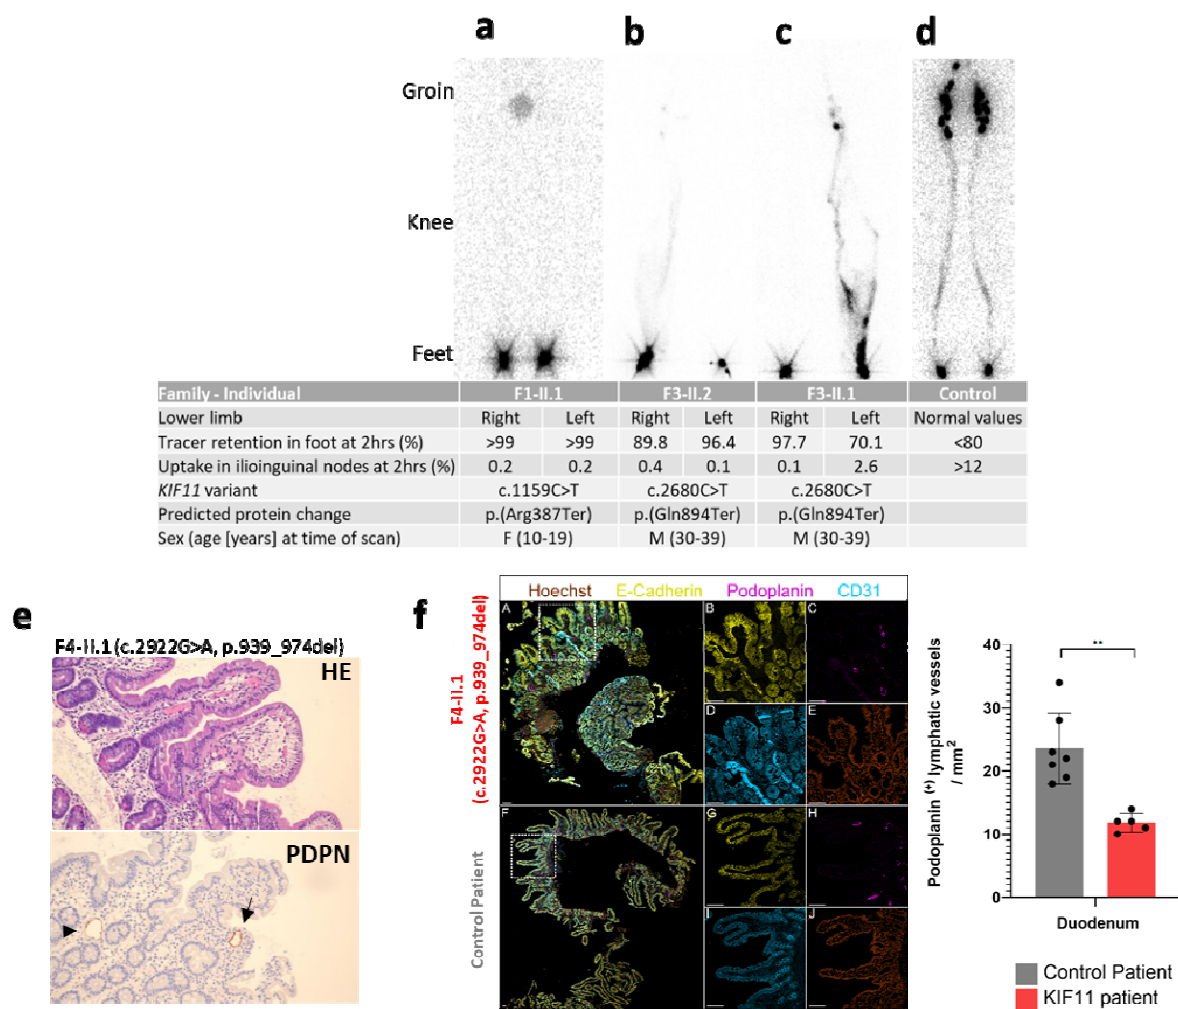 a b c d
Groin
Knee
Feet
Family - Individual F1-II.1 F3-II.2 F3-II.1 Control
Lower limb Right Left Right Left Right Left Normal values
Tracer retention in foot at 2hrs (%) >99 >99 89.8 96.4 97.7 70.1 <80
Uptake in ilioinguinal nodes at 2hrs (%) 0.2 0.2 0.4 0.1 0.1 2.6 >12
KIF11 variant c.1159C>T c.2680C>T c.2680C>T
Predicted protein change p.(Arg387Ter) p.(Gln894Ter) p.(Gln894Ter)
Sex (age [years] at time of scan) F (10-19) M (30-39) M (30-39)
e
F4-II.1 (c.2922G>A, p.939_974del)
HE
PDPN
f
Hoechst E-Cadherin Podoplanin CD31
F4-II.1
(c.2922G>A, p.939_974del)
Control Patient
A B C
D E
F G H
I J
Podoplanin (+) lymphatic vessels
/ mm²
40
30
20
10
0
**
Duodenum
Control Patient
KIF11 patient